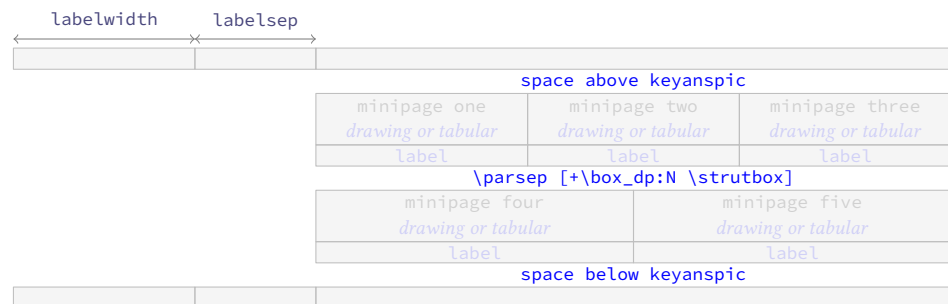 labelwidth labelsep
space above keyanspic
minipage one minipage two minipage three
drawing or tabular drawing or tabular drawing or tabular
label label label
\parsep [+\box_dp:N \strutbox]
minipage four minipage five
drawing or tabular drawing or tabular
label label
space below keyanspic